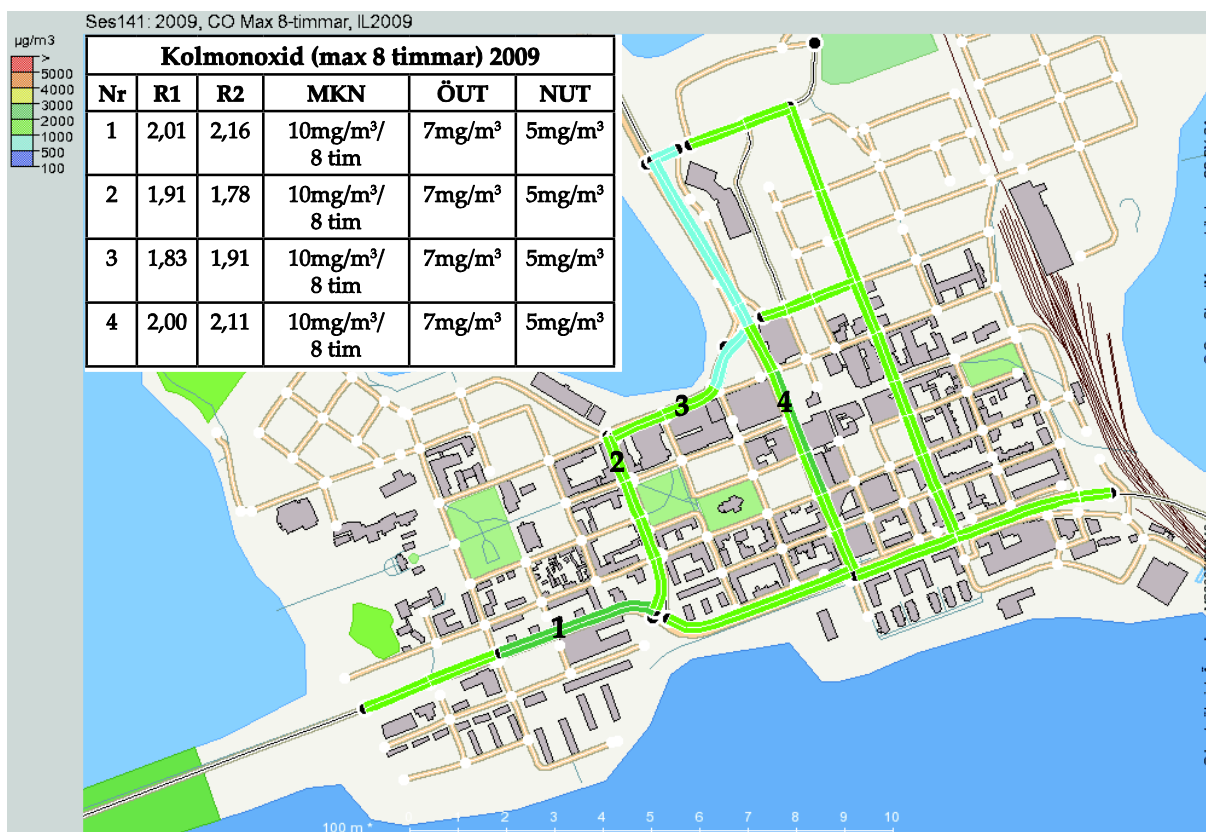 Ses141: 2009, CO Max 8-timmar, IL2009
µg/m3
>
5000
4000
3000
2000
1000
500
100
Kolmonoxid (max 8 timmar) 2009
Nr R1 R2 MKN ÖUT NUT
1 2,01 2,16 10mg/m³/ 7mg/m³ 5mg/m³
8 tim
2 1,91 1,78 10mg/m³/ 7mg/m³ 5mg/m³
8 tim
3 1,83 1,91 10mg/m³/ 7mg/m³ 5mg/m³
8 tim
4 2,00 2,11 10mg/m³/ 7mg/m³ 5mg/m³
8 tim
3
4
2
1
100 m *
0 1 2 3 4 5 6 7 8 9 10